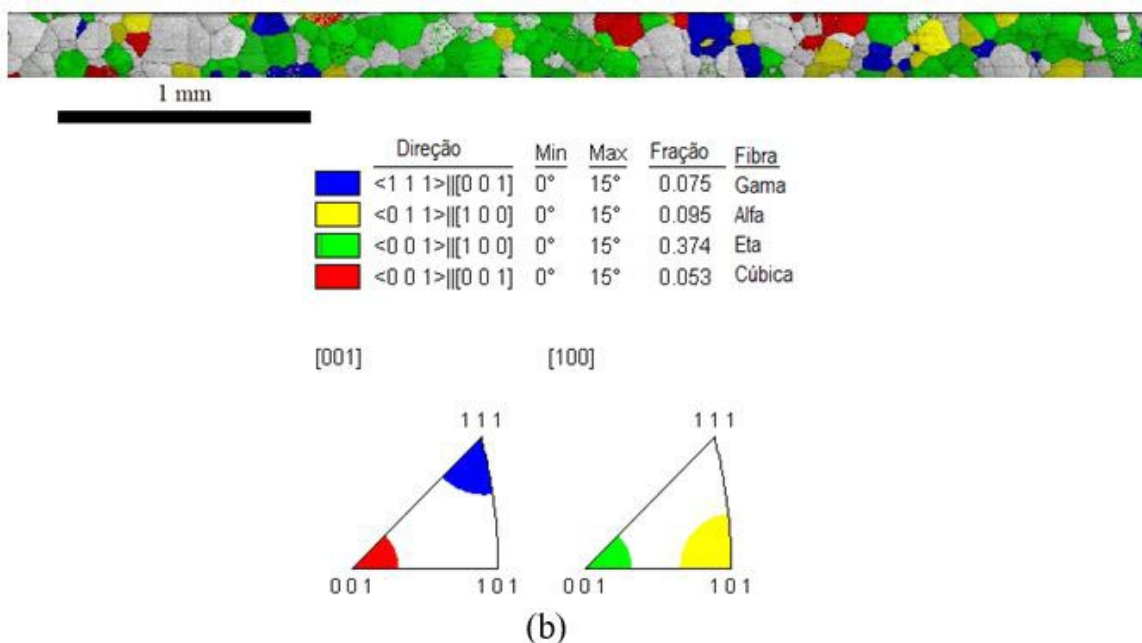 1 mm
Direção Min Max Fração Fibra
<1 1 1>||[0 0 1] 0° 15° 0.075 Gama
<0 1 1>||[1 0 0] 0° 15° 0.095 Alfa
<0 0 1>||[1 0 0] 0° 15° 0.374 Eta
<0 0 1>||[0 0 1] 0° 15° 0.053 Cúbica
[001] [100]
1 1 1 1 1 1
0 0 1 1 0 1 0 0 1 1 0 1
(b)